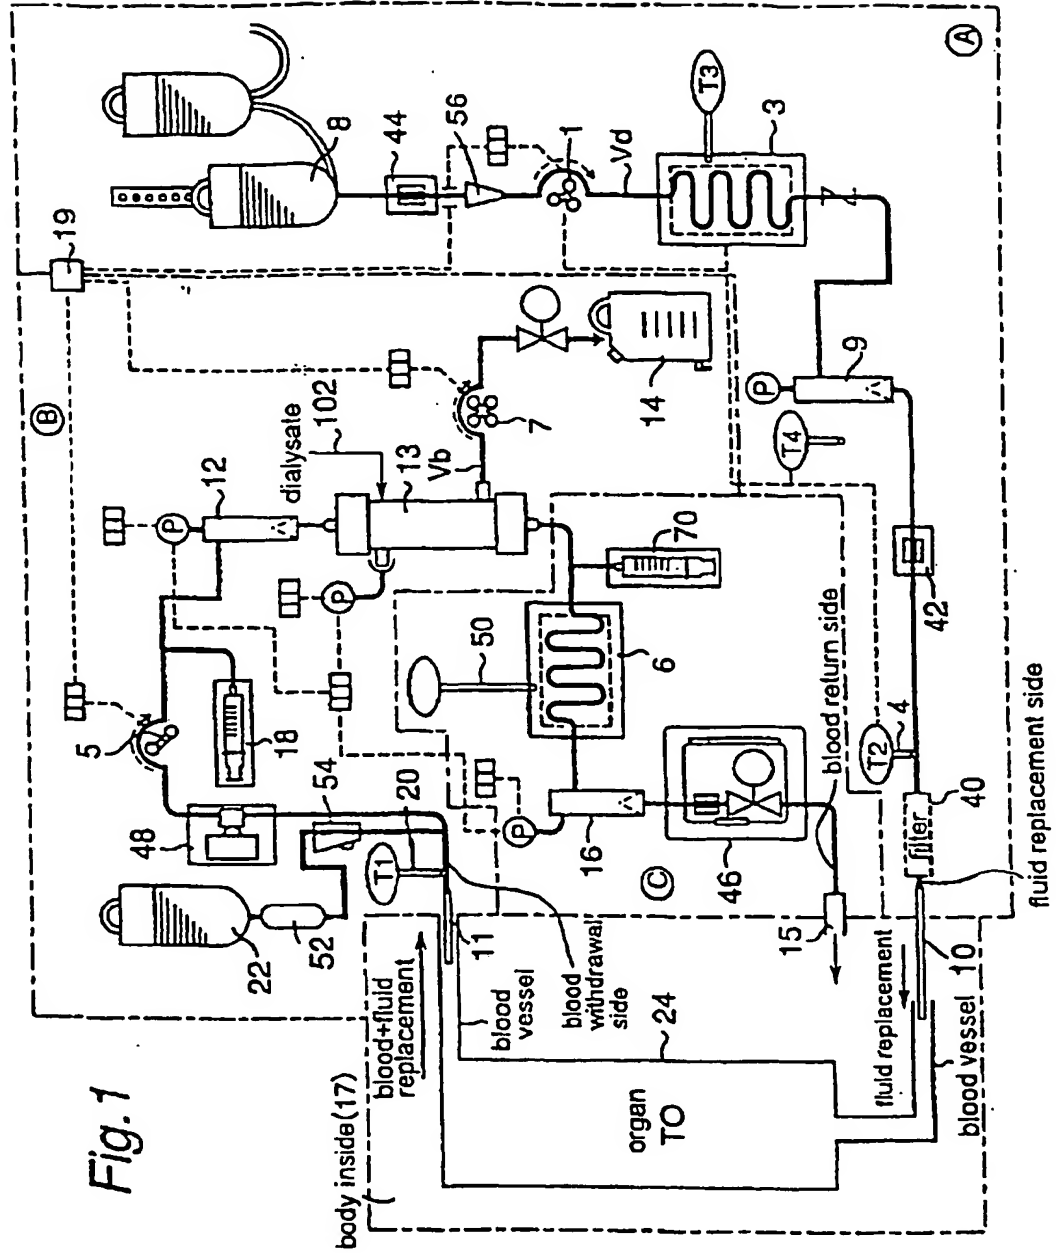 Fig.1
B
19
5
12
48
22
18
P
52
54
dialysate
102
P
T1
20
13
body inside(17)
Vb
8
blood+fluid
replacement
11
50
7
44
blood
vessel
P
56
6
70
14
1
blood
withdrawal
side
16
Vd
organ
TO
24
C
46
T3
3
15
blood return side
P
T4
9
fluid replacement
T2
4
filter
40
42
10
blood vessel
A
fluid replacement side